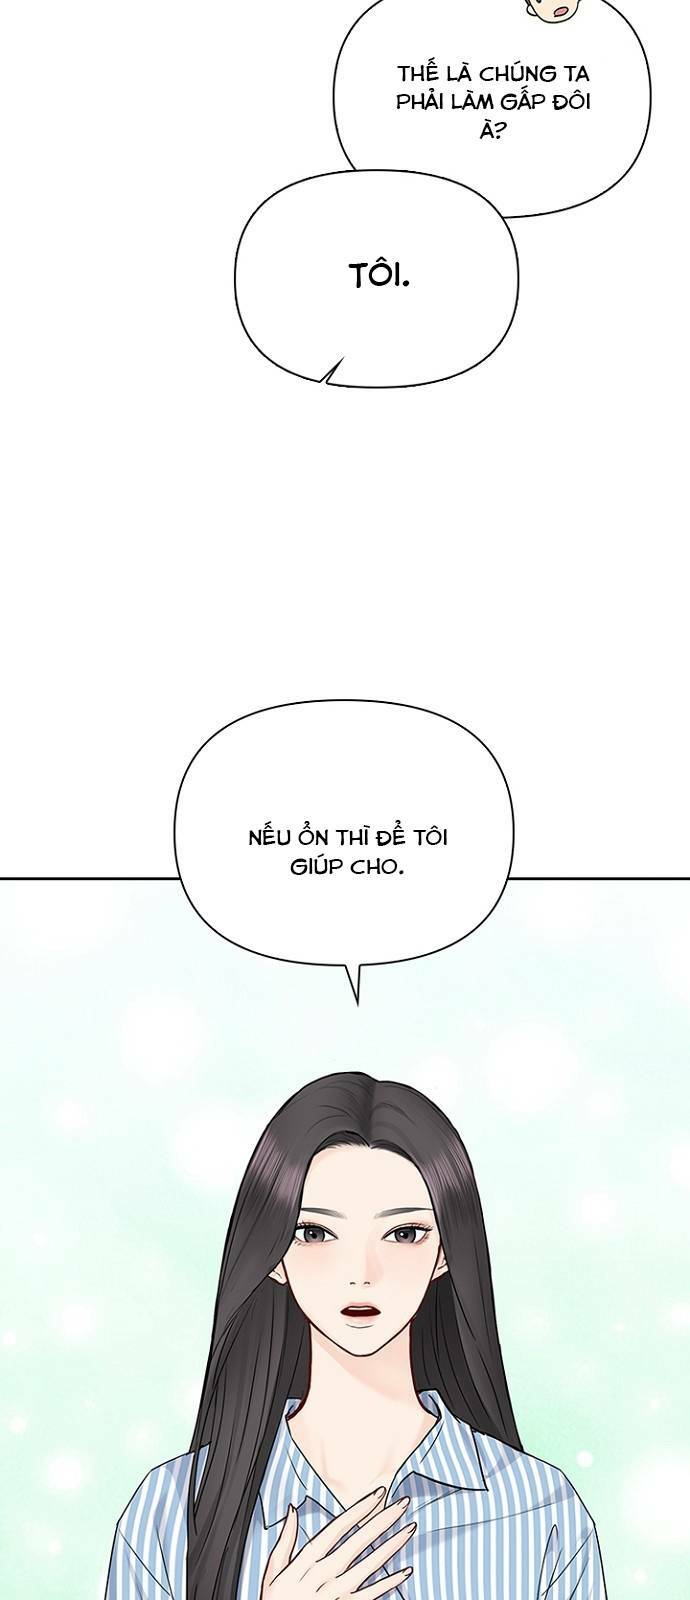 THẾ LÀ CHÚNG TA
PHẢI LÀM GẤP ĐÔI
À?
TÔI.
NẾU ỔN THÌ ĐỂ TÔI
GIÚP CHO.